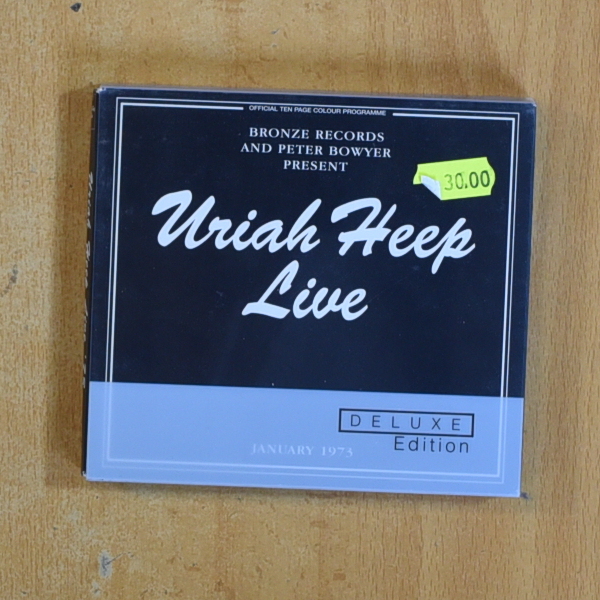 OFFICIAL TEN PAGE COLOUR PROGRAMME
BRONZE RECORDS
AND PETER BOWYER
PRESENT
30.00
Uriah Heep
Live
DELUXE
Edition
JANUARY 1973